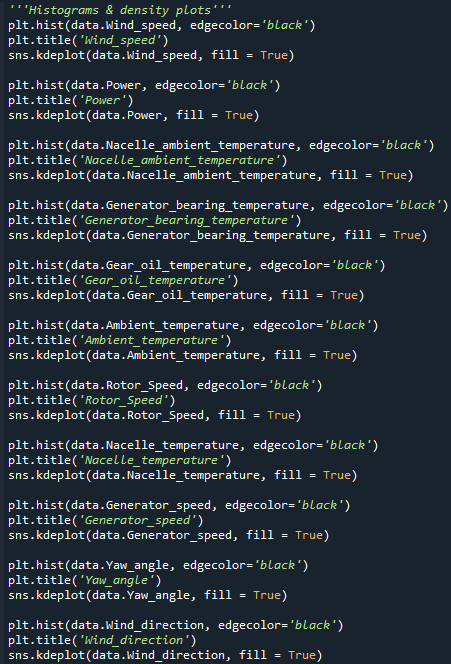 '''Histograms & density plots'''
plt.hist(data.Wind_speed, edgecolor='black')
plt.title('Wind_speed')
sns.kdeplot(data.Wind_speed, fill = True)
plt.hist(data.Power, edgecolor='black')
plt.title('Power')
sns.kdeplot(data.Power, fill = True)
plt.hist(data.Nacelle_ambient_temperature, edgecolor='black')
plt.title('Nacelle_ambient_temperature')
sns.kdeplot(data.Nacelle_ambient_temperature, fill = True)
plt.hist(data.Generator_bearing_temperature, edgecolor='black')
plt.title('Generator_bearing_temperature')
sns.kdeplot(data.Generator_bearing_temperature, fill = True)
plt.hist(data.Gear_oil_temperature, edgecolor='black')
plt.title('Gear_oil_temperature')
sns.kdeplot(data.Gear_oil_temperature, fill = True)
plt.hist(data.Ambient_temperature, edgecolor='black')
plt.title('Ambient_temperature')
sns.kdeplot(data.Ambient_temperature, fill = True)
plt.hist(data.Rotor_Speed, edgecolor='black')
plt.title('Rotor_Speed')
sns.kdeplot(data.Rotor_Speed, fill = True)
plt.hist(data.Nacelle_temperature, edgecolor='black')
plt.title('Nacelle_temperature')
sns.kdeplot(data.Nacelle_temperature, fill = True)
plt.hist(data.Generator_speed, edgecolor='black')
plt.title('Generator_speed')
sns.kdeplot(data.Generator_speed, fill = True)
plt.hist(data.Yaw_angle, edgecolor='black')
plt.title('Yaw_angle')
sns.kdeplot(data.Yaw_angle, fill = True)
plt.hist(data.Wind_direction, edgecolor='black')
plt.title('Wind_direction')
sns.kdeplot(data.Wind_direction, fill = True)